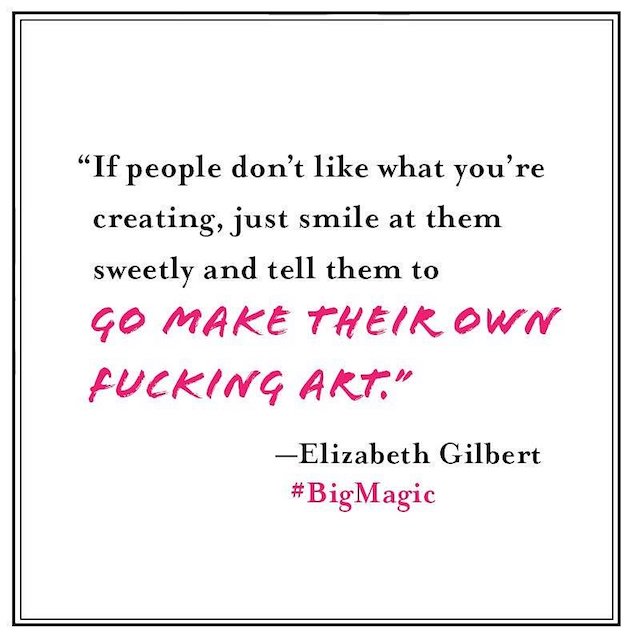 “If people don’t like what you’re
creating, just smile at them
sweetly and tell them to
GO MAKE THEIR OWN
FUCKING ART.”
—Elizabeth Gilbert
#BigMagic